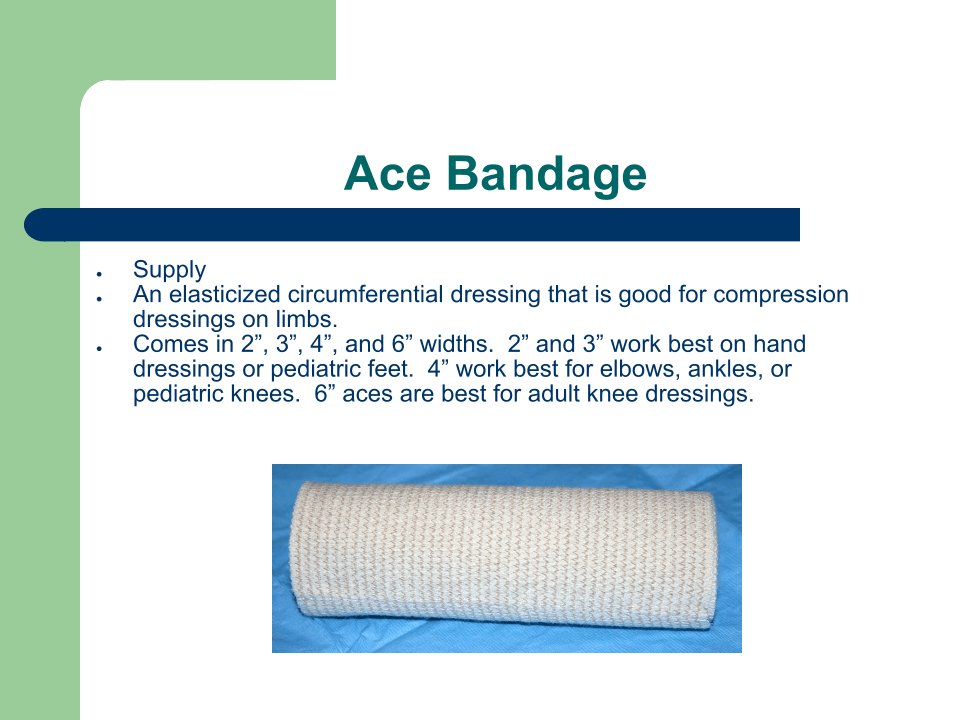 Ace Bandage
● Supply
● An elasticized circumferential dressing that is good for compression
dressings on limbs.
● Comes in 2”, 3”, 4”, and 6” widths.  2” and 3” work best on hand
dressings or pediatric feet.  4” work best for elbows, ankles, or
pediatric knees.  6” aces are best for adult knee dressings.